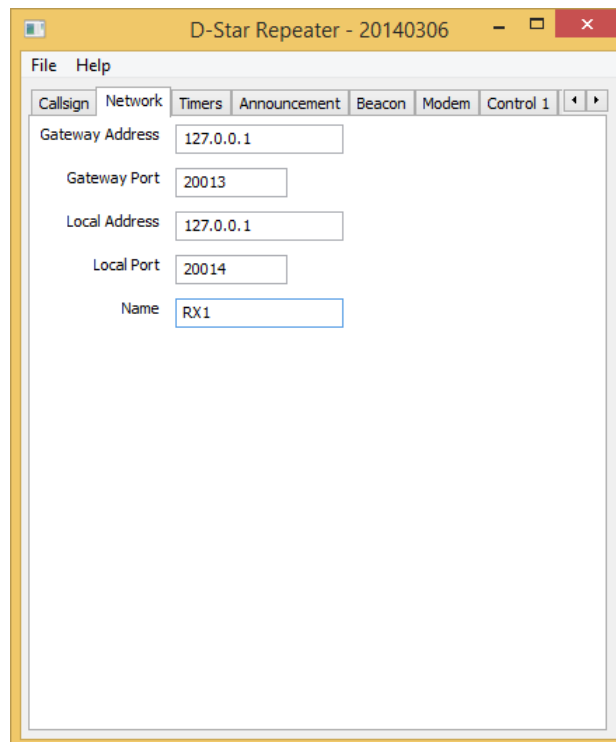 D-Star Repeater - 20140306
File Help
Callsign Network Timers Announcement Beacon Modem Control 1
Gateway Address 127.0.0.1
Gateway Port 20013
Local Address 127.0.0.1
Local Port 20014
Name RX1